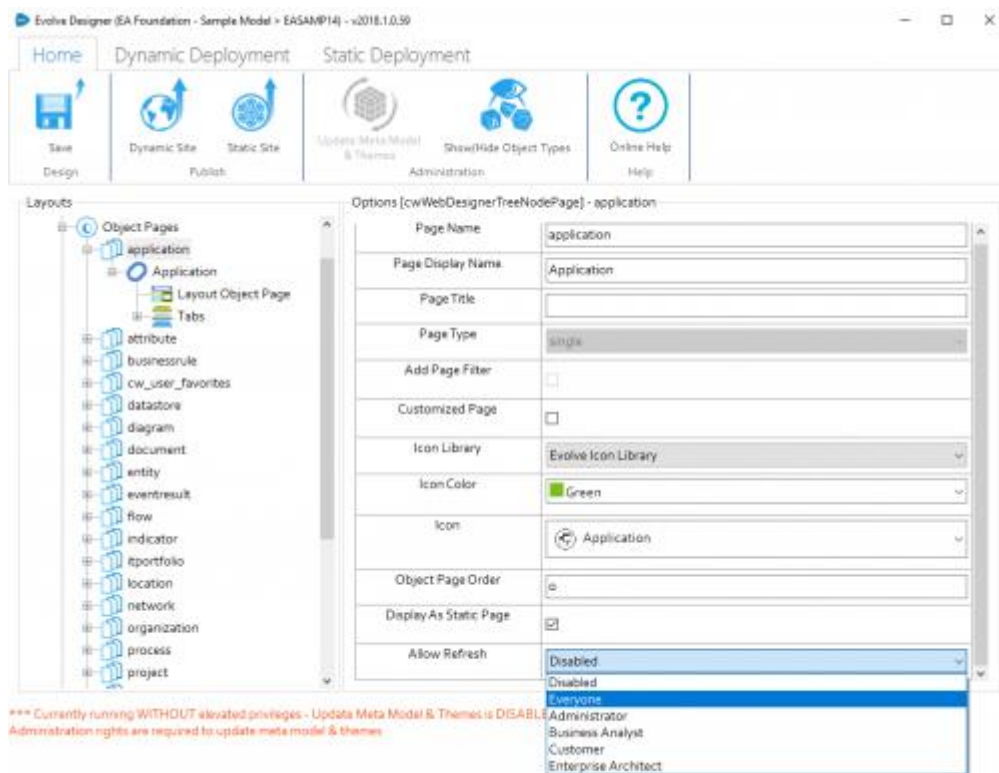 Evolve Designer (EA Foundation - Sample Model > EASAMP14) - v2018.1.0.59
Home Dynamic Deployment Static Deployment
Save
Dynamic Site
Static Site
Update Meta Model
& Themes
Show/Hide Object Types
Online Help
Design
Publish
Administration
Help
Layouts
Object Pages
application
Application
Layout Object Page
Tabs
attribute
businessrule
cw_user_favorites
datastore
diagram
document
entity
eventresult
flow
indicator
itportfolio
location
network
organization
process
project
Options [cwWebDesignerTreeNodePage] - application
Page Name application
Page Display Name Application
Page Title
Page Type single
Add Page Filter
Customized Page
Icon Library Evolve Icon Library
Icon Color Green
Icon Application
Object Page Order
Display As Static Page
Allow Refresh Disabled
Disabled
Everyone
Administrator
Business Analyst
Customer
Enterprise Architect
*** Currently running WITHOUT elevated privileges - Update Meta Model & Themes is DISABL
Administration rights are required to update meta model & themes